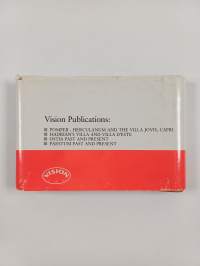 Vision Publications:
■ POMPEII - HERCULANUM AND THE VILLA JOVIS, CAPRI
■ HADRIAN'S VILLA AND VILLA D'ESTE
■ OSTIA PAST AND PRESENT
■ PAESTUM PAST AND PRESENT
VISION